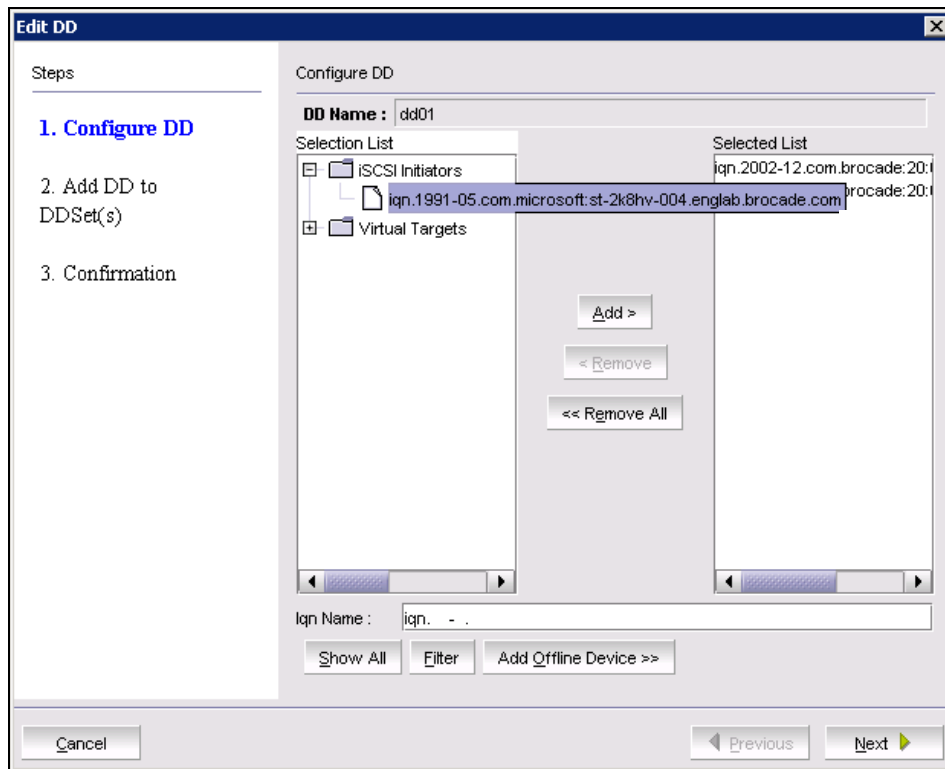 Edit DD
Steps
1. Configure DD
2. Add DD to
DDSet(s)
3. Confirmation
Configure DD
DD Name : dd01
Selection List
iSCSI Initiators
iqn.1991-05.com.microsoft:st-2k8hv-004.englab.brocade.com
Virtual Targets
Add >
< Remove
<< Remove All
Selected List
iqn.2002-12.com.brocade:20:
brocade:20:
Iqn Name : iqn. - .
Show All Filter Add Offline Device >>
Cancel Previous Next